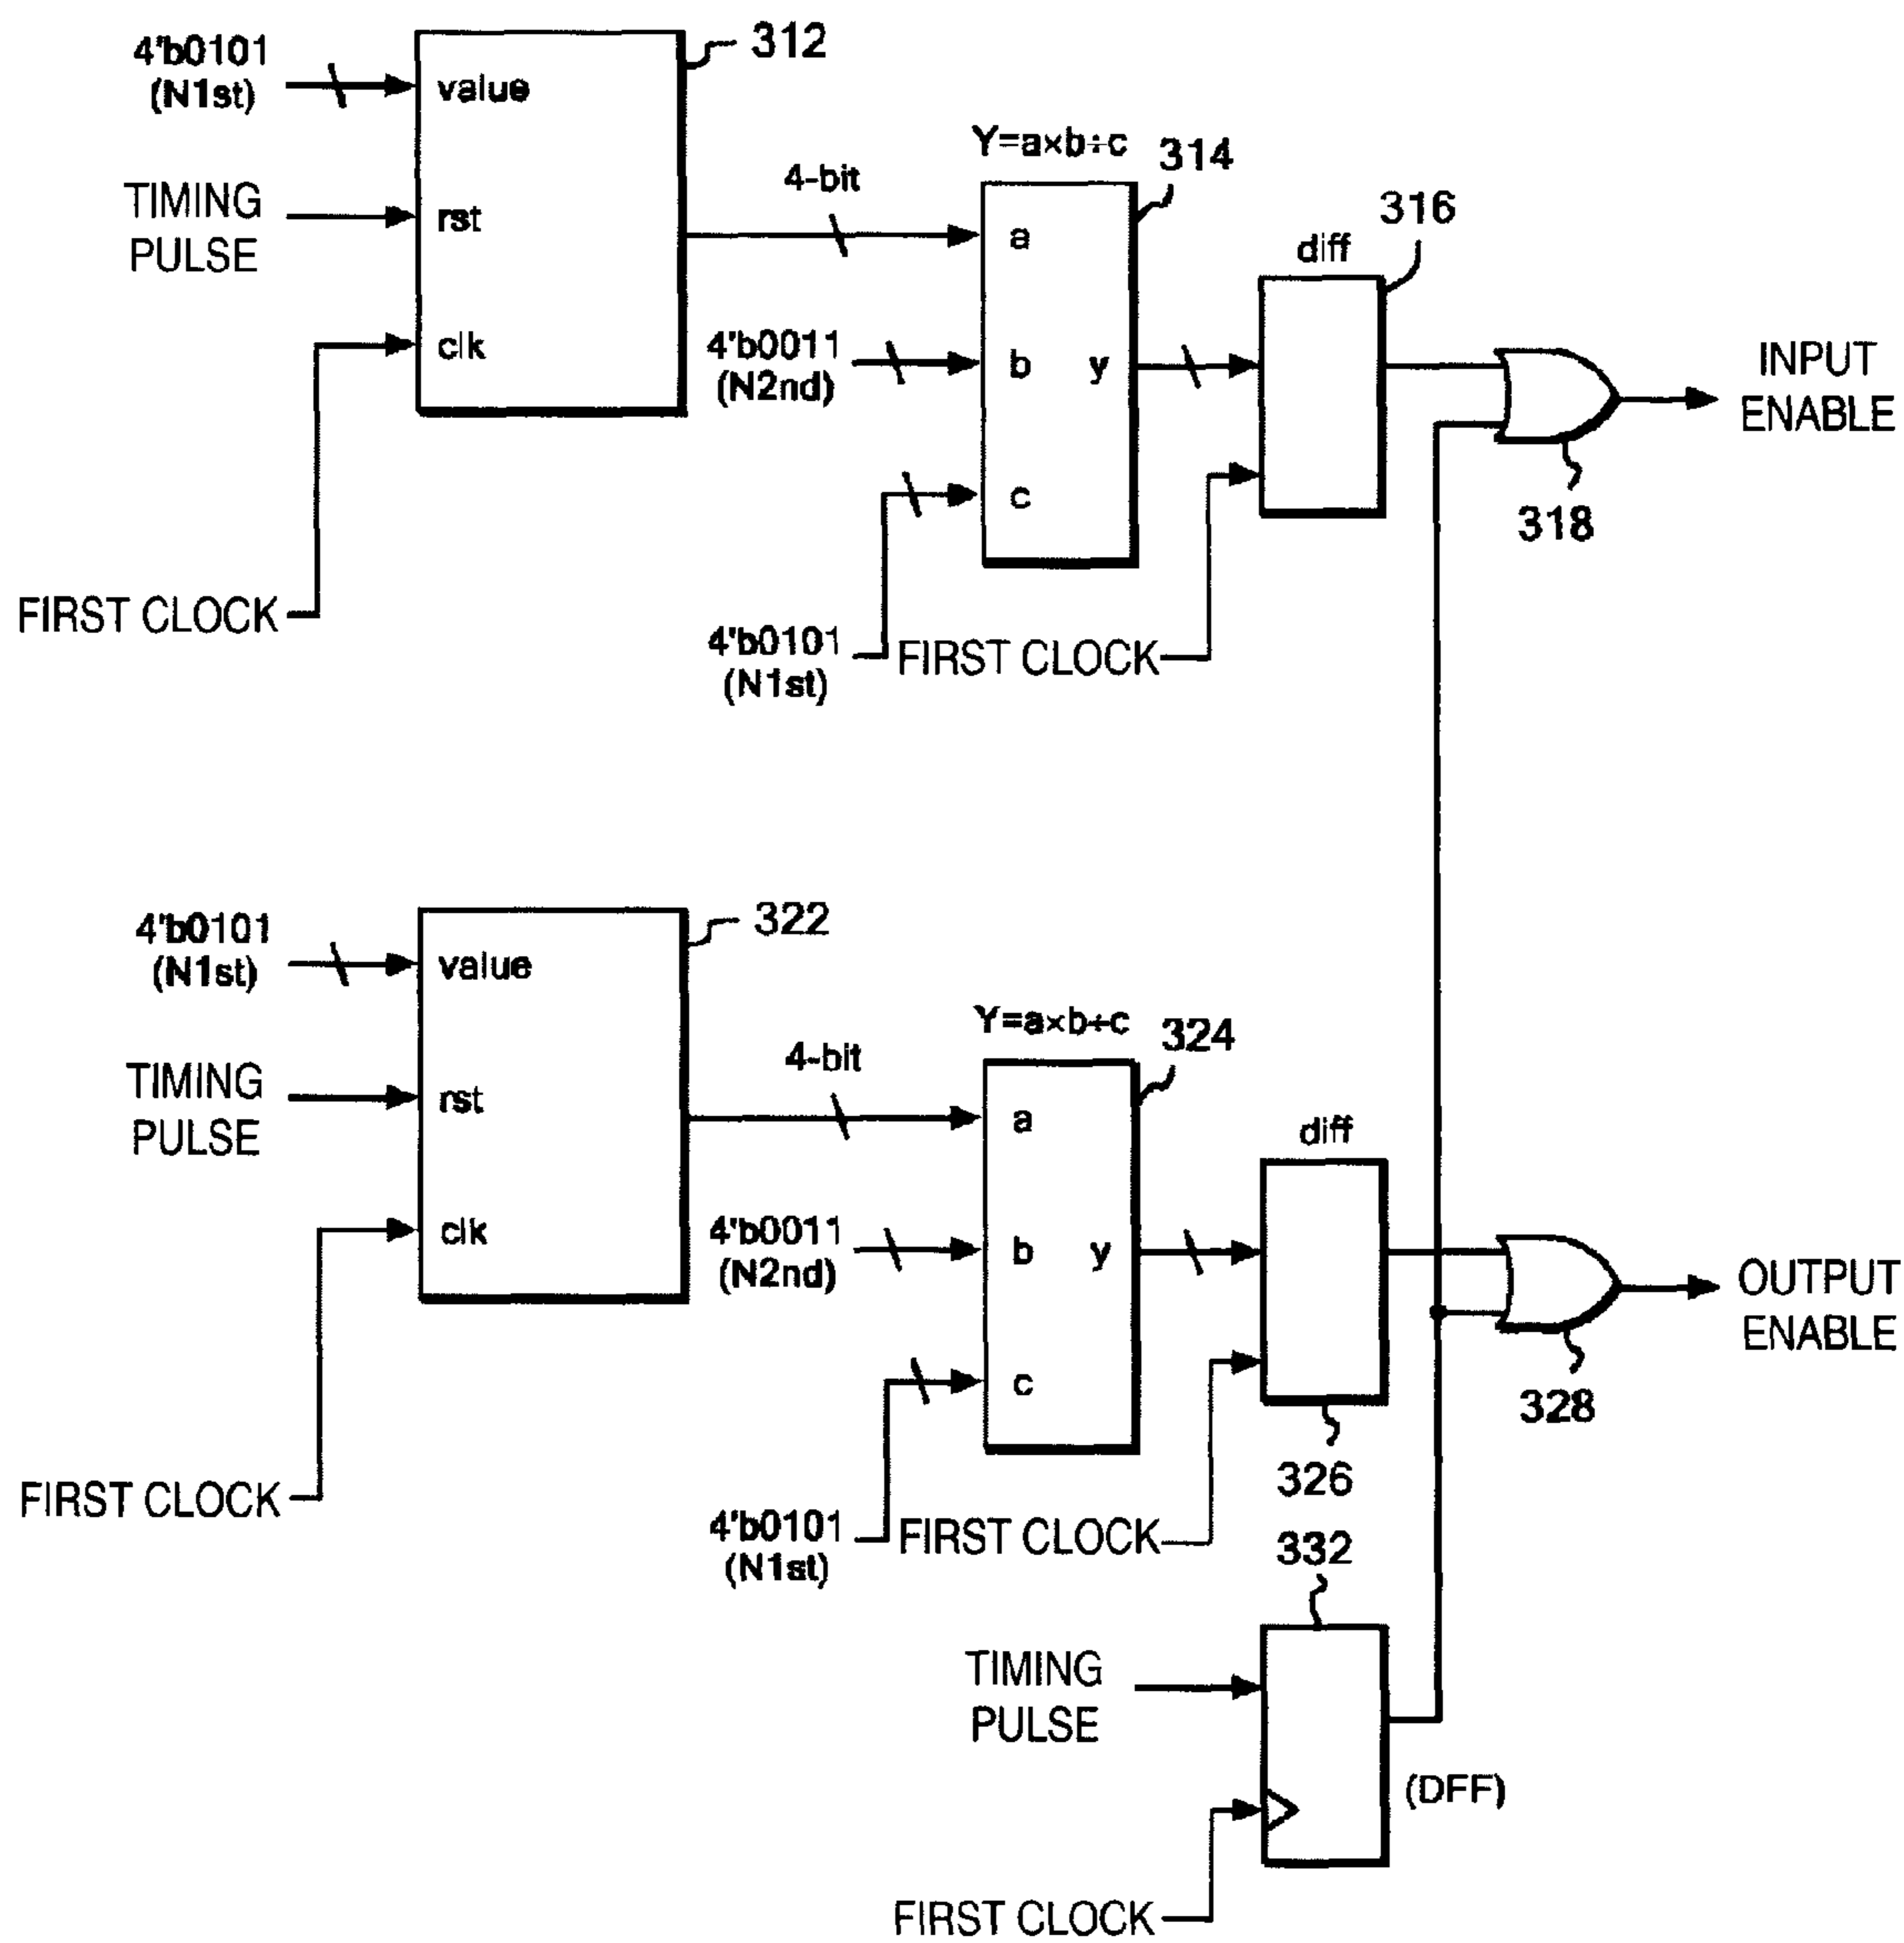 4'b0101
(N1st)
value
312
TIMING
PULSE
rst
clk
FIRST CLOCK
4-bit
Y=a×b÷c
314
a
4'b0011
(N2nd)
b
y
c
4'b0101
(N1st)
FIRST CLOCK
diff
316
318
INPUT
ENABLE
4'b0101
(N1st)
value
322
TIMING
PULSE
rst
clk
FIRST CLOCK
4-bit
Y=a×b÷c
324
a
4'b0011
(N2nd)
b
y
c
4'b0101
(N1st)
FIRST CLOCK
diff
326
328
OUTPUT
ENABLE
332
TIMING
PULSE
(DFF)
FIRST CLOCK